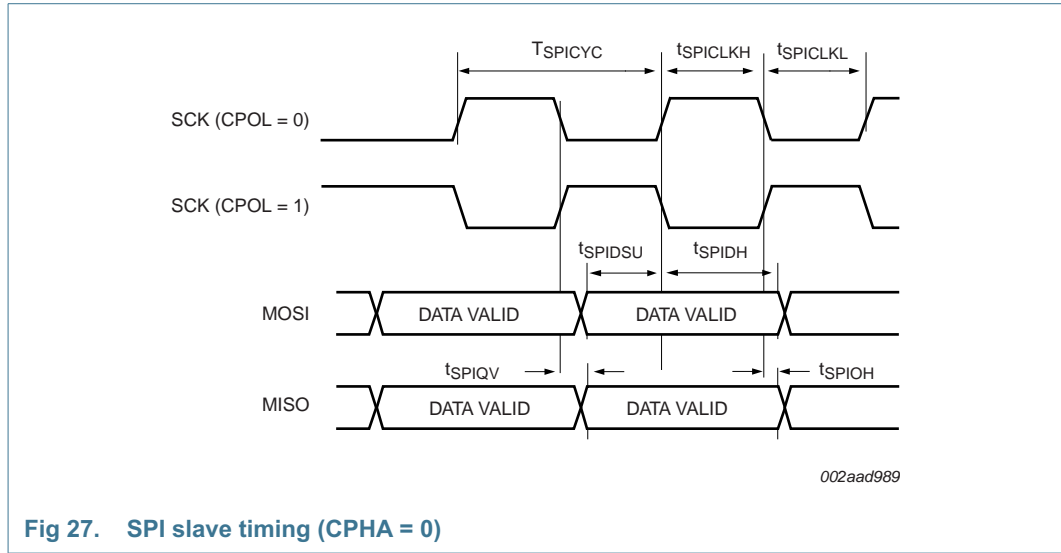 TSPICYC tSPICLKH tSPICLKL
SCK (CPOL = 0)
SCK (CPOL = 1)
tSPIDSU tSPIDH
MOSI DATA VALID DATA VALID
tSPIQV tSPIOH
MISO DATA VALID DATA VALID
002aad989
Fig 27. SPI slave timing (CPHA = 0)